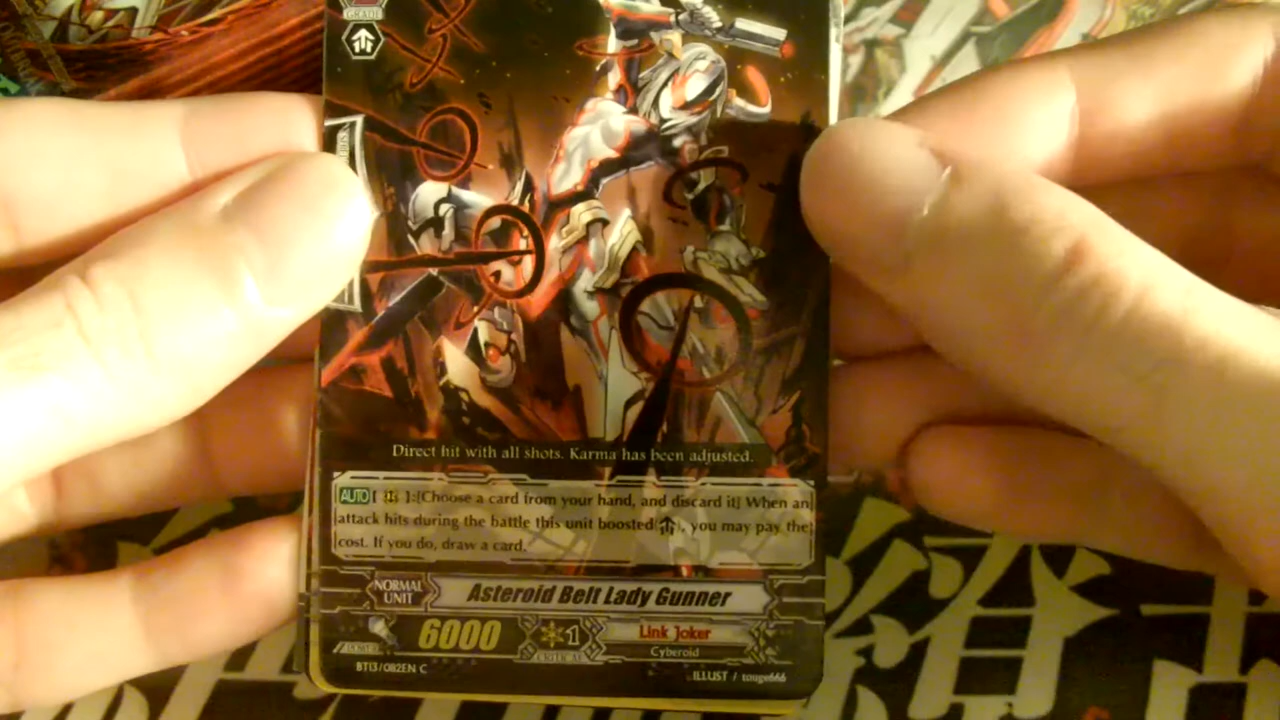 GRADE
Direct hit with all shots. Karma has been adjusted.
AUTO [ ]:[Choose a card from your hand, and discard it] When an
attack hits during the battle this unit boosted( ), you may pay the
cost. If you do, draw a card.
NORMAL
UNIT
Asteroid Belt Lady Gunner
POWER
6000
1
CRITICAL
Link Joker
Cyberoid
BT13/082EN C
ILLUST / touge666